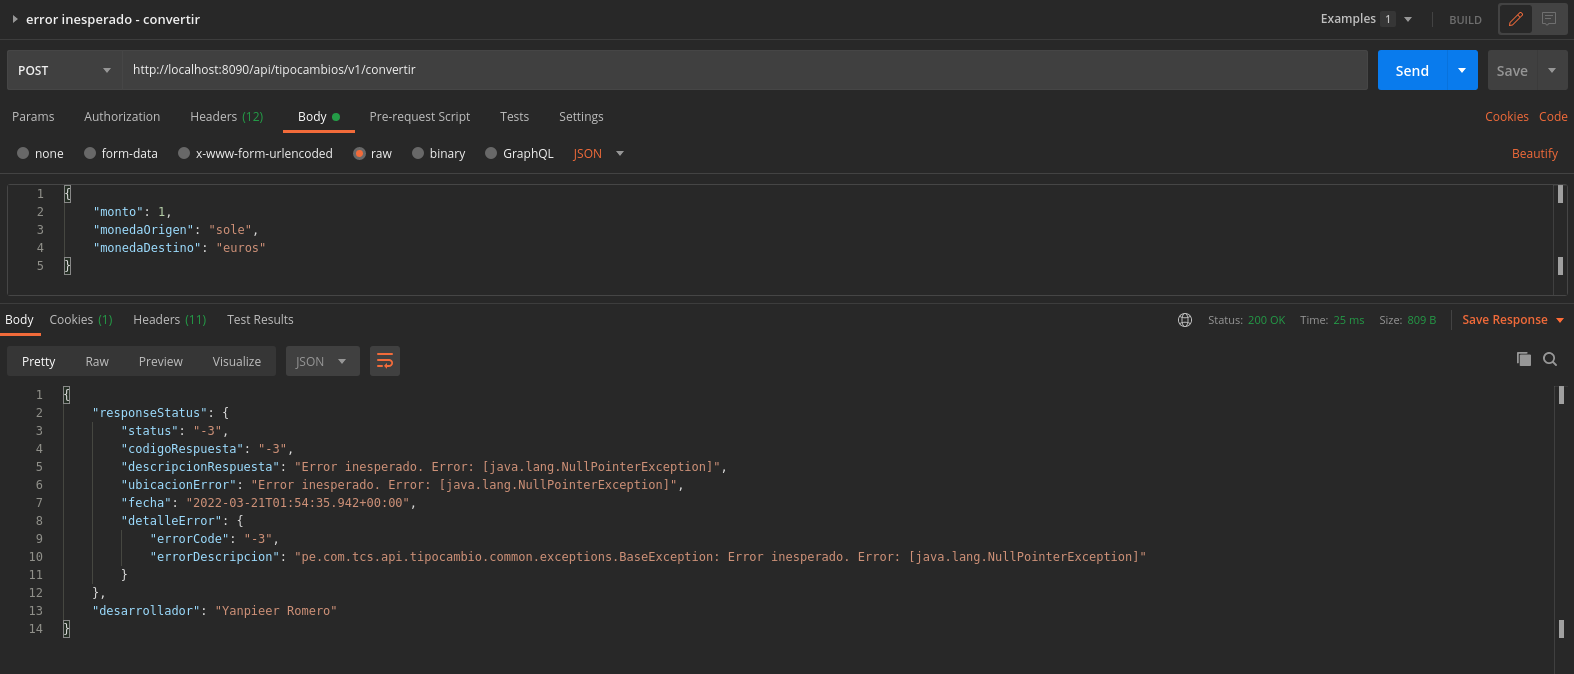 error inesperado - convertir
Examples 1 BUILD
POST http://localhost:8090/api/tipocambios/v1/convertir Send Save
Params Authorization Headers (12) Body Pre-request Script Tests Settings Cookies Code
none form-data x-www-form-urlencoded raw binary GraphQL JSON Beautify
1 {
2 "monto": 1,
3 "monedaOrigen": "sole",
4 "monedaDestino": "euros"
5 }
Body Cookies (1) Headers (11) Test Results Status: 200 OK Time: 25 ms Size: 809 B Save Response
Pretty Raw Preview Visualize JSON
1 {
2 "responseStatus": {
3 "status": "-3",
4 "codigoRespuesta": "-3",
5 "descripcionRespuesta": "Error inesperado. Error: [java.lang.NullPointerException]",
6 "ubicacionError": "Error inesperado. Error: [java.lang.NullPointerException]",
7 "fecha": "2022-03-21T01:54:35.942+00:00",
8 "detalleError": {
9 "errorCode": "-3",
10 "errorDescripcion": "pe.com.tcs.api.tipocambio.common.exceptions.BaseException: Error inesperado. Error: [java.lang.NullPointerException]"
11 }
12 },
13 "desarrollador": "Yanpieer Romero"
14 }